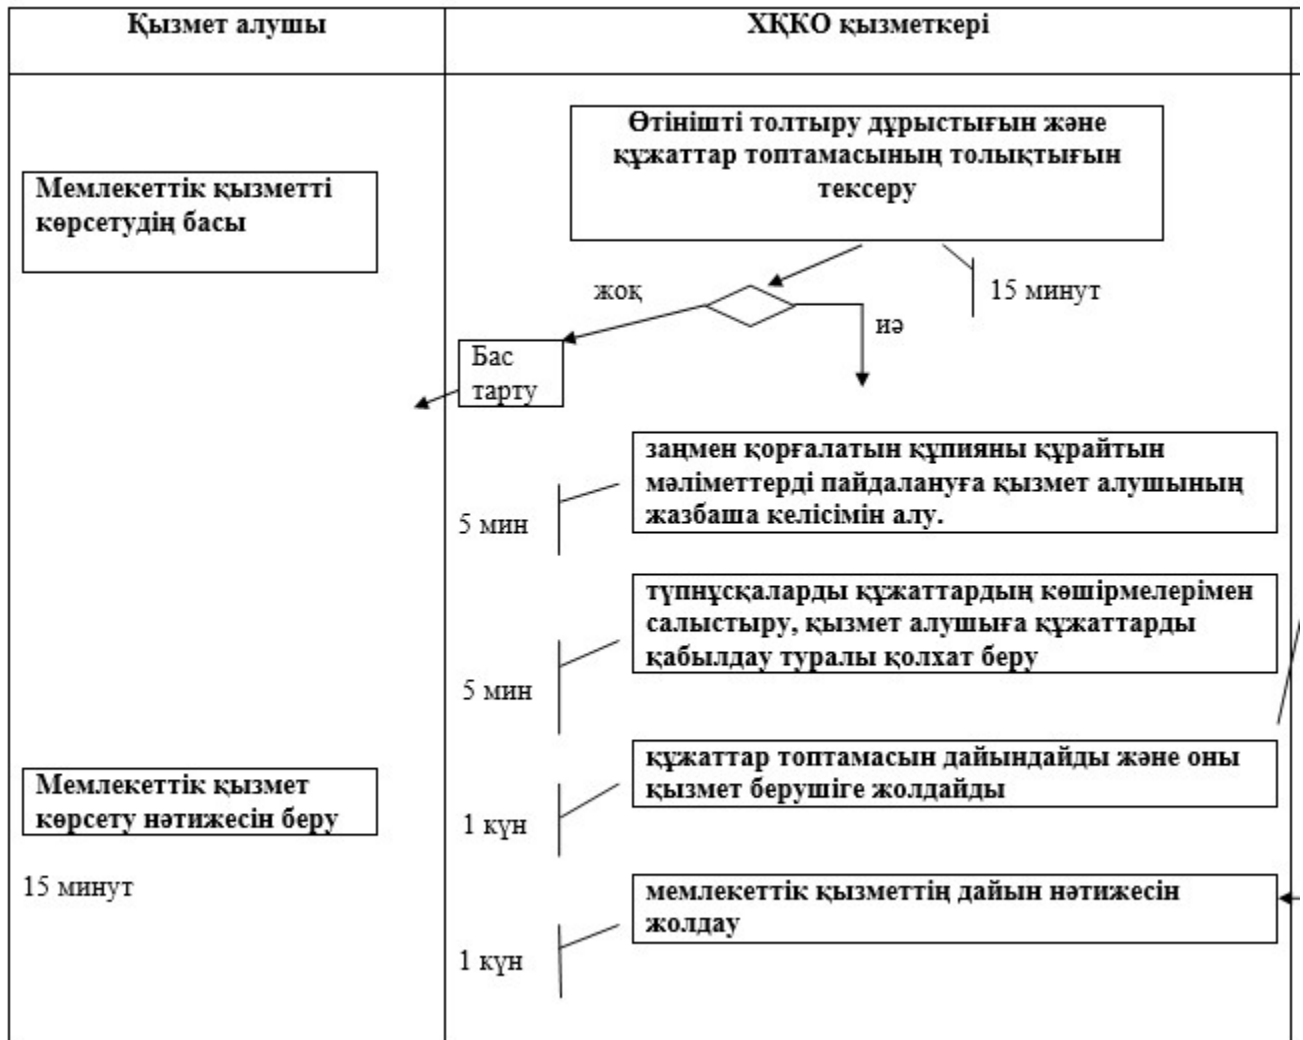 Қызмет алушы
ХҚКО қызметкері
Өтінішті толтыру дұрыстығын және
құжаттар топтамасының толықтығын
тексеру
Мемлекеттік қызметті
көрсетудің басы
жоқ
15 минут
иә
Бас
тарту
заңмен қорғалатын құпияны құрайтын
мәліметтерді пайдалануға қызмет алушының
жазбаша келісімін алу.
5 мин
түпнұсқаларды құжаттардың көшірмелерімен
салыстыру, қызмет алушыға құжаттарды
қабылдау туралы қолхат беру
5 мин
құжаттар топтамасын дайындайды және оны
қызмет берушіге жолдайды
1 күн
Мемлекеттік қызмет
көрсету нәтижесін беру
15 минут
мемлекеттік қызметтің дайын нәтижесін
жолдау
1 күн